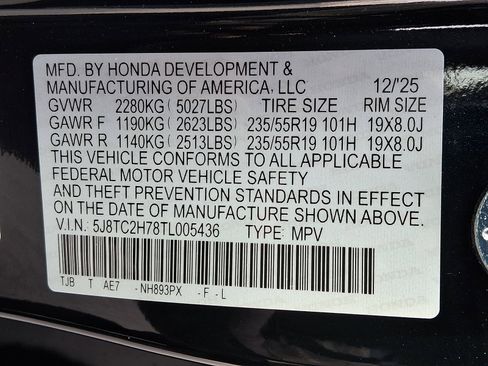 MFD. BY HONDA DEVELOPMENT &
MANUFACTURING OF AMERICA, LLC 12/'25
GVWR 2280KG(5027LBS) TIRE SIZE RIM SIZE
GAWR F 1190KG(2623LBS) 235/55R19 101H 19X8.0J
GAWR R 1140KG(2513LBS) 235/55R19 101H 19X8.0J
THIS VEHICLE CONFORMS TO ALL APPLICABLE
FEDERAL MOTOR VEHICLE SAFETY
AND THEFT PREVENTION STANDARDS IN EFFECT
ON THE DATE OF MANUFACTURE SHOWN ABOVE.
V.I.N.: 5J8TC2H78TL005436 TYPE: MPV
TJB T AE7 -NH893PX -F -L